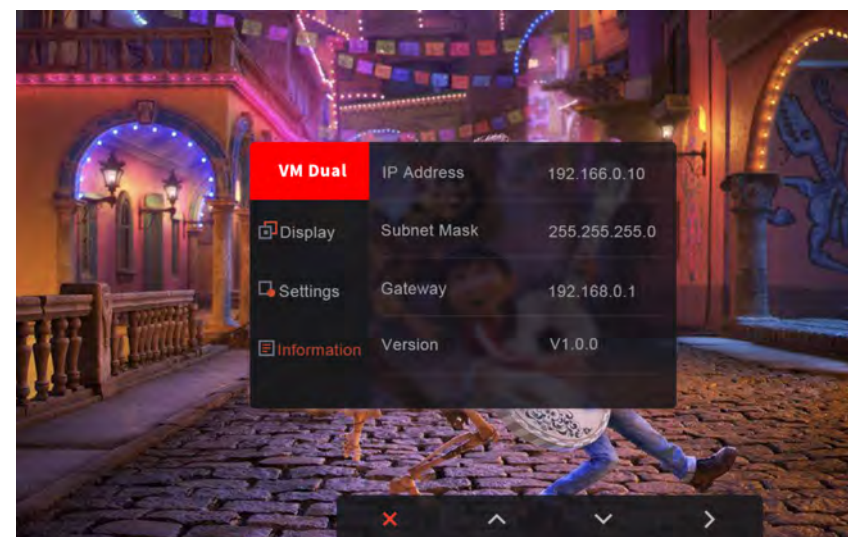 VM Dual
IP Address 192.166.0.10
Display
Subnet Mask 255.255.255.0
Settings
Gateway 192.168.0.1
Information
Version V1.0.0